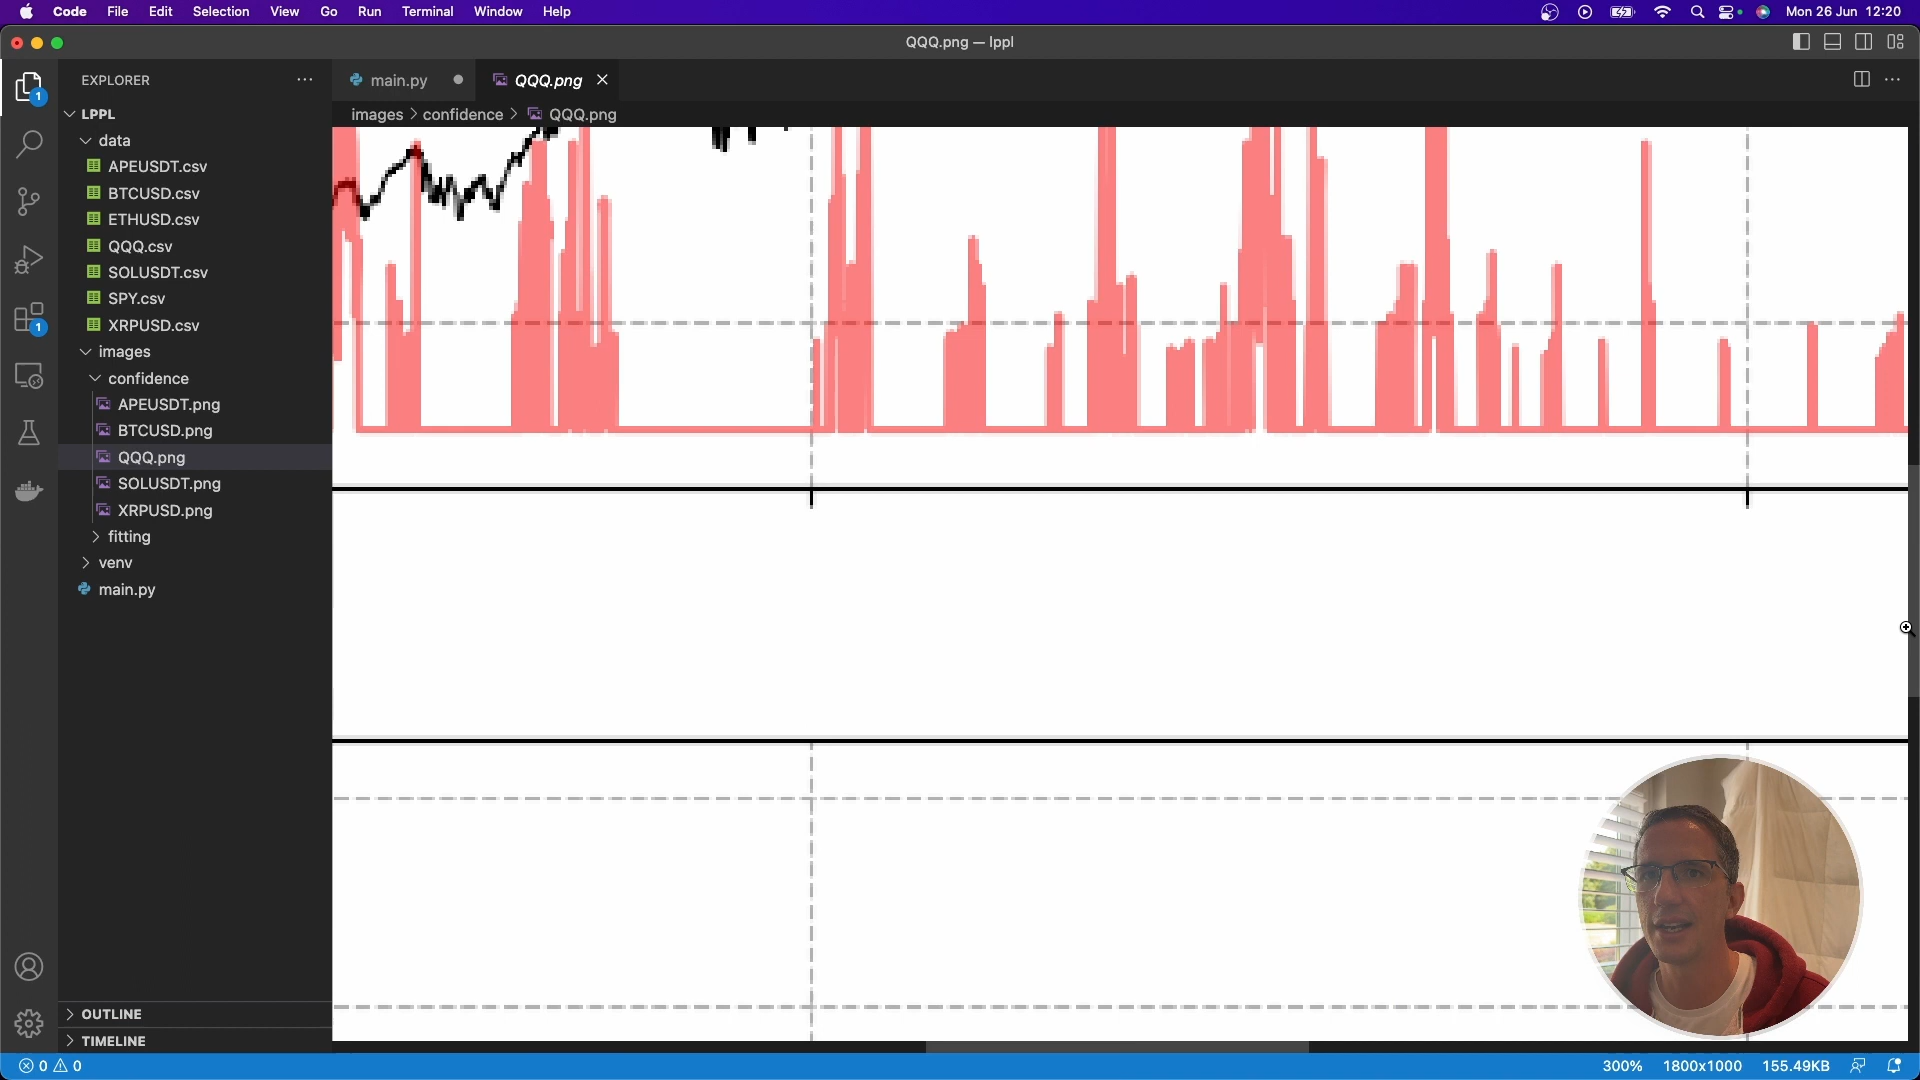 Code File Edit Selection View Go Run Terminal Window Help Mon 26 Jun 12:20
QQQ.png — lppl
EXPLORER
main.py QQQ.png
images > confidence > QQQ.png
1
LPPL
data
APEUSDT.csv
BTCUSD.csv
ETHUSD.csv
QQQ.csv
SOLUSDT.csv
SPY.csv
XRPUSD.csv
1
images
confidence
APEUSDT.png
BTCUSD.png
QQQ.png
SOLUSDT.png
XRPUSD.png
fitting
venv
main.py
OUTLINE
TIMELINE
0 0 300% 1800x1000 155.49KB